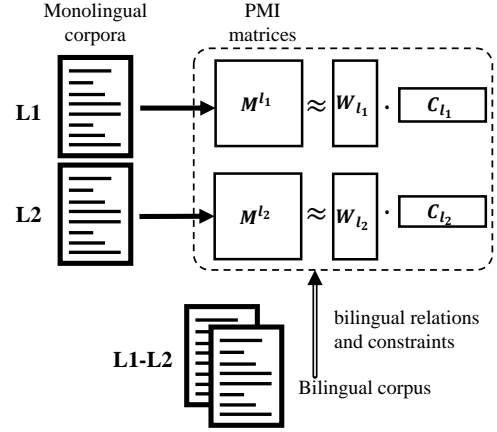 Monolingual
corpora
PMI
matrices
L1
M^{l_1} ≈ W_{l_1} · C_{l_1}
L2
M^{l_2} ≈ W_{l_2} · C_{l_2}
bilingual relations
and constraints
L1-L2
Bilingual corpus